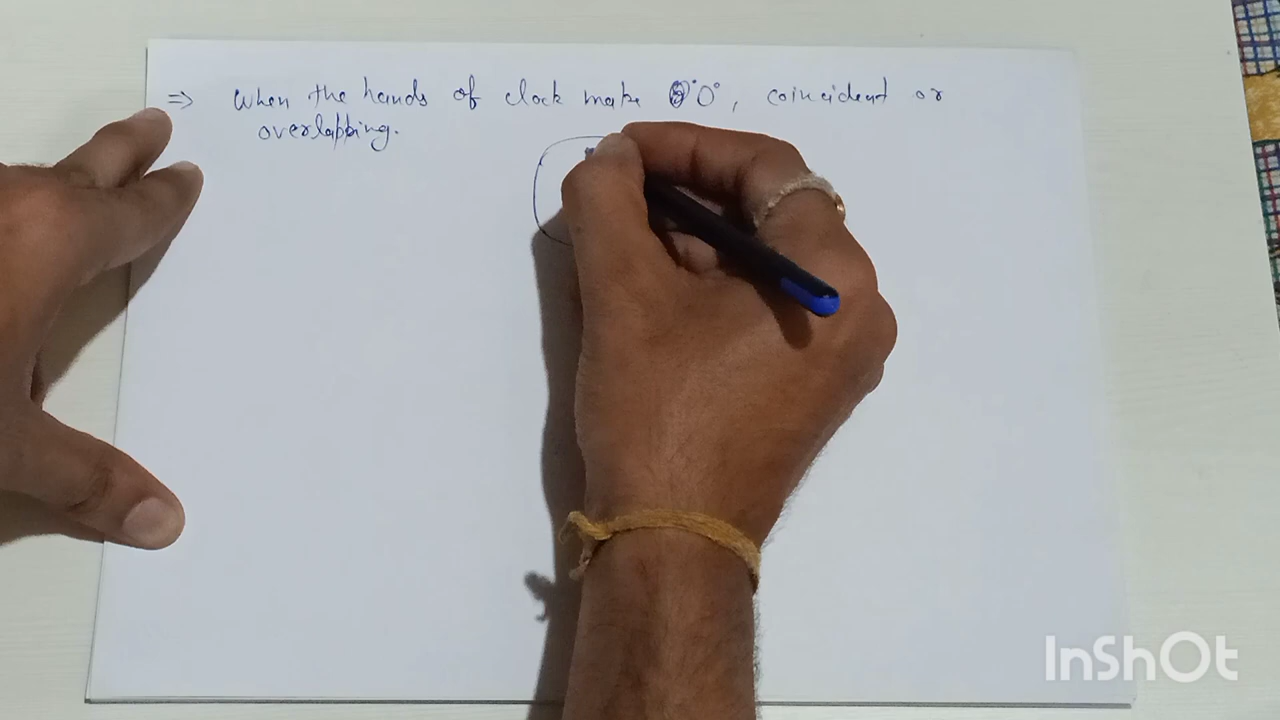 ⇒ When the hands of clock make 0°, coincident or
overlapping.
InShOt